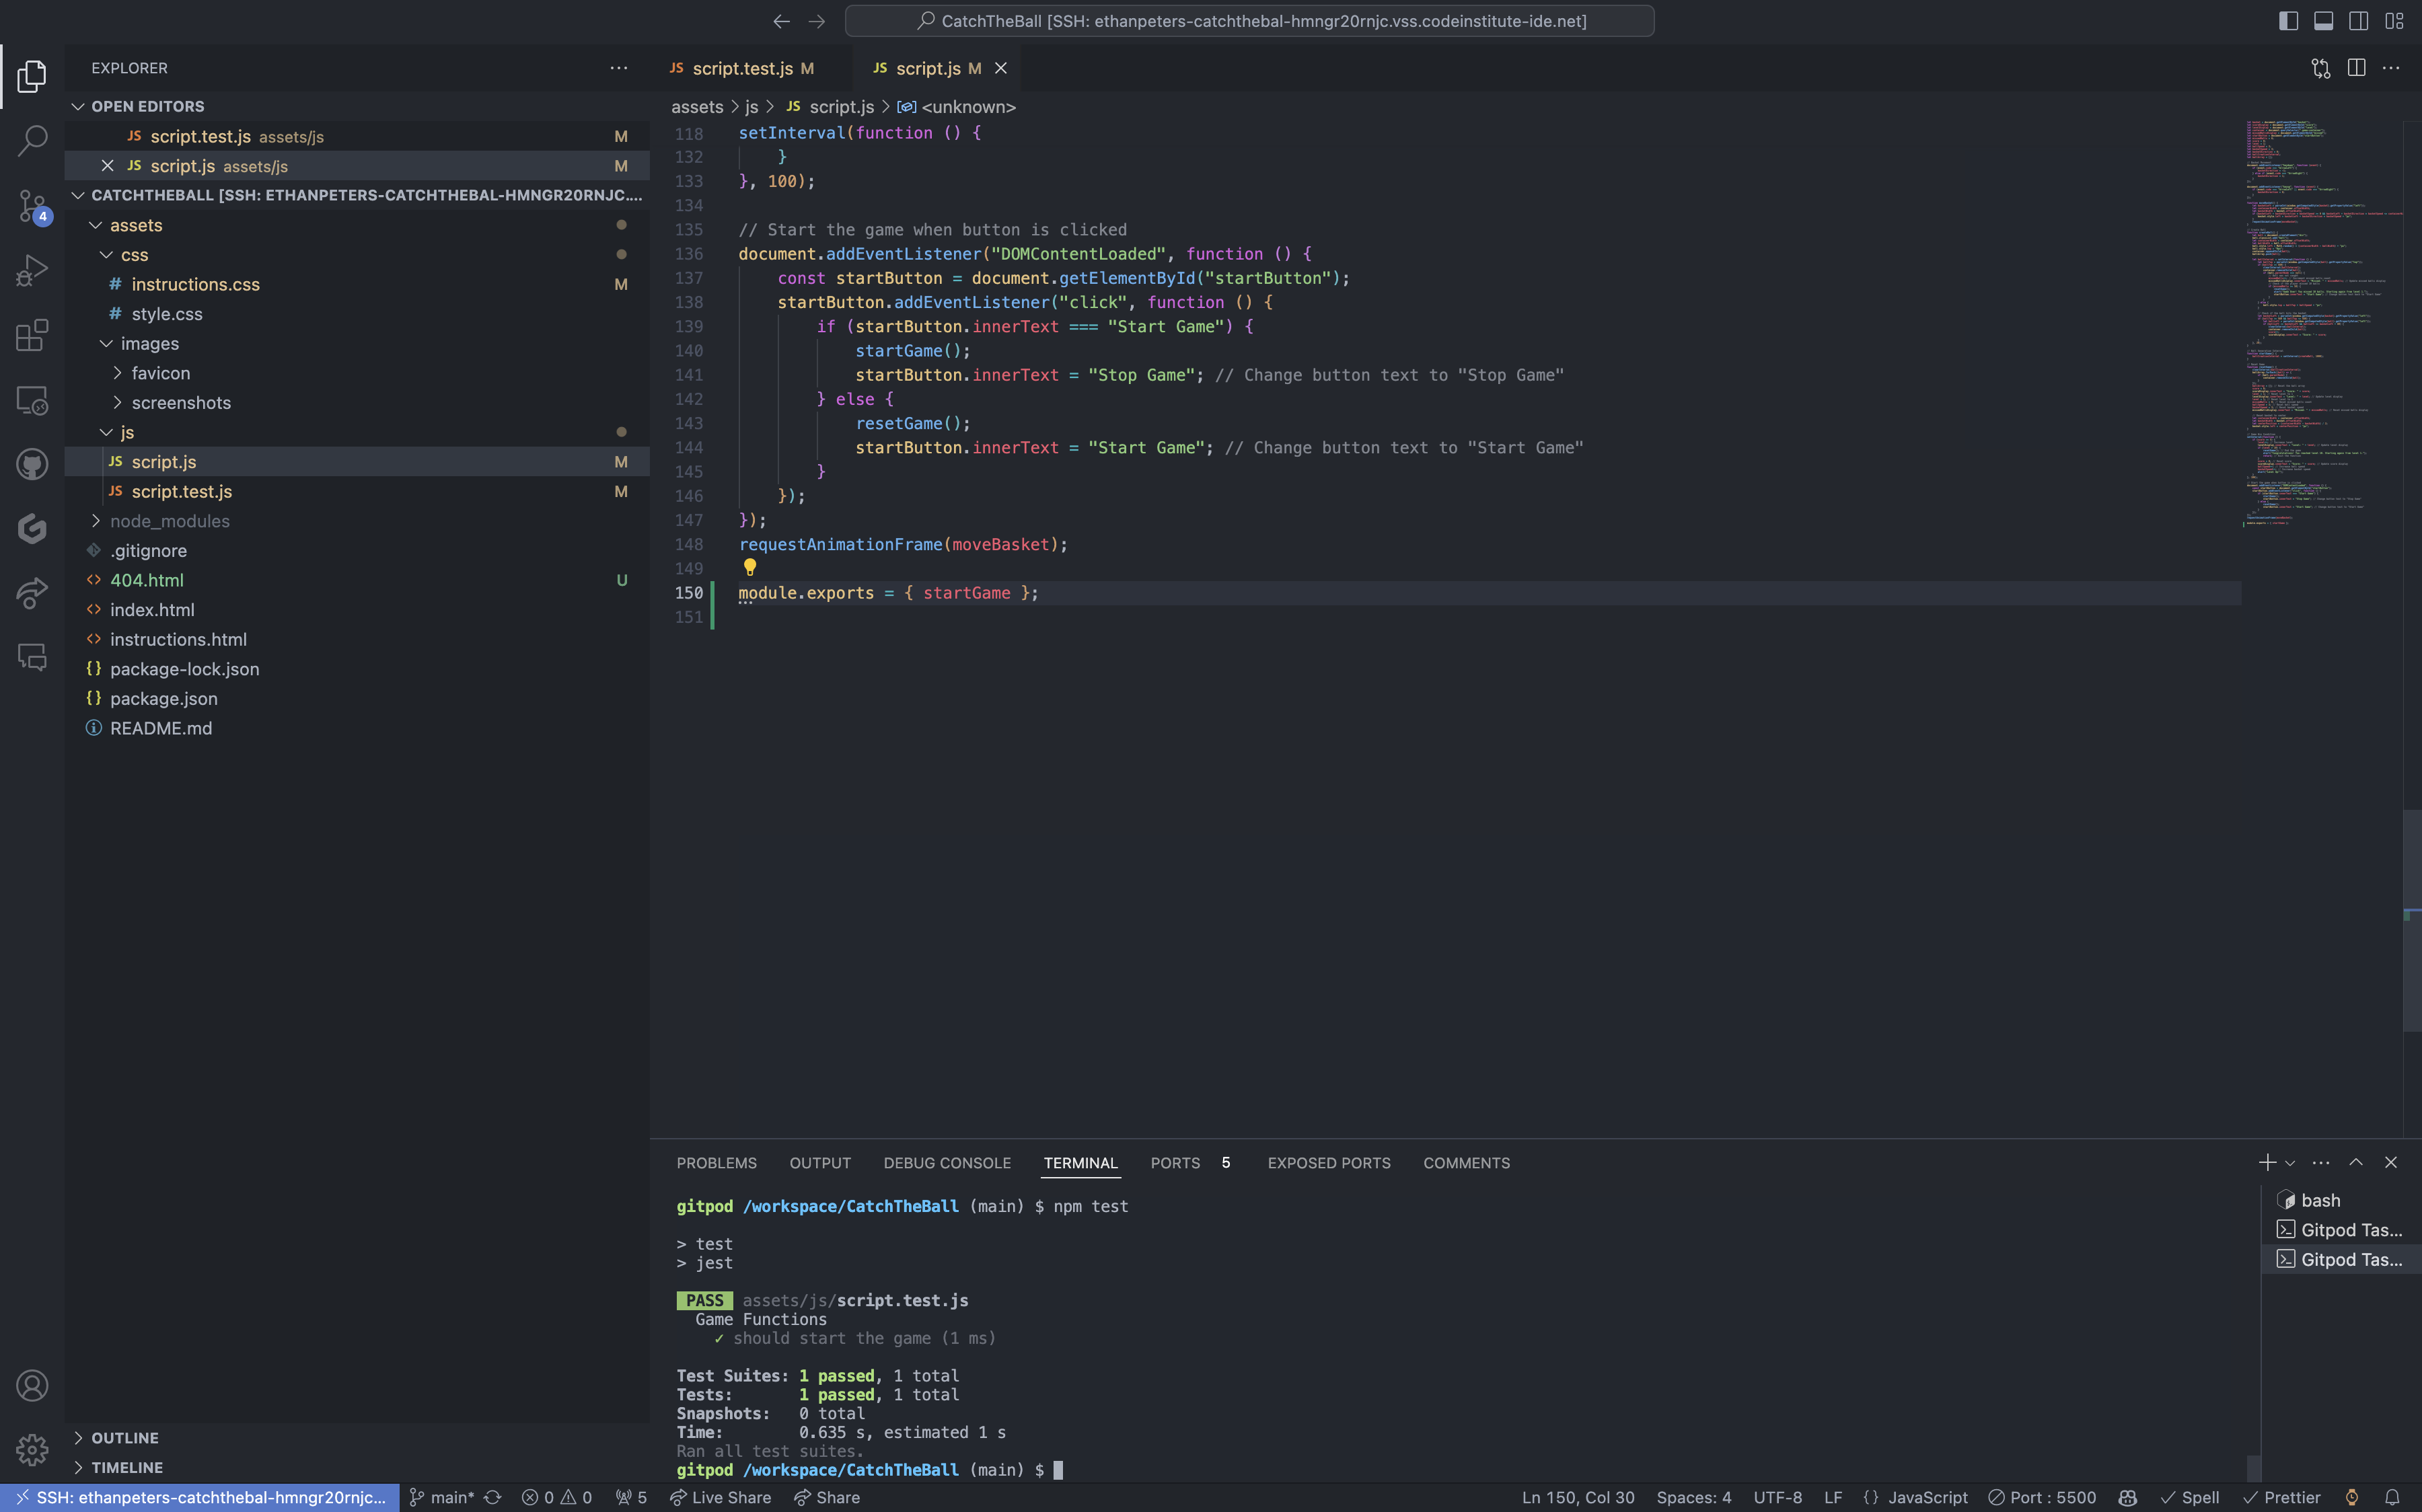 CatchTheBall [SSH: ethanpeters-catchthebal-hmngr20rnjc.vss.codeinstitute-ide.net]
EXPLORER
OPEN EDITORS
JS script.test.js assets/js M
JS script.js assets/js M
CATCHTHEBALL [SSH: ETHANPETERS-CATCHTHEBAL-HMNGR20RNJC....
assets
css
# instructions.css M
# style.css
images
favicon
screenshots
js
JS script.js M
JS script.test.js M
node_modules
.gitignore
404.html U
index.html
instructions.html
{} package-lock.json
{} package.json
README.md
OUTLINE
TIMELINE
4
JS script.test.js M
JS script.js M
assets > js > JS script.js > <unknown>
118 setInterval(function () {
132 }
133 }, 100);
134
135 // Start the game when button is clicked
136 document.addEventListener("DOMContentLoaded", function () {
137 const startButton = document.getElementById("startButton");
138 startButton.addEventListener("click", function () {
139 if (startButton.innerText === "Start Game") {
140 startGame();
141 startButton.innerText = "Stop Game"; // Change button text to "Stop Game"
142 } else {
143 resetGame();
144 startButton.innerText = "Start Game"; // Change button text to "Start Game"
145 }
146 });
147 });
148 requestAnimationFrame(moveBasket);
149
150 module.exports = { startGame };
151
PROBLEMS OUTPUT DEBUG CONSOLE TERMINAL PORTS 5 EXPOSED PORTS COMMENTS
gitpod /workspace/CatchTheBall (main) $ npm test
> test
> jest
PASS assets/js/script.test.js
Game Functions
✓ should start the game (1 ms)
Test Suites: 1 passed, 1 total
Tests: 1 passed, 1 total
Snapshots: 0 total
Time: 0.635 s, estimated 1 s
Ran all test suites.
gitpod /workspace/CatchTheBall (main) $
bash
Gitpod Tas...
Gitpod Tas...
SSH: ethanpeters-catchthebal-hmngr20rnjc... main* 0 0 5 Live Share Share Ln 150, Col 30 Spaces: 4 UTF-8 LF {} JavaScript Port : 5500 Spell Prettier